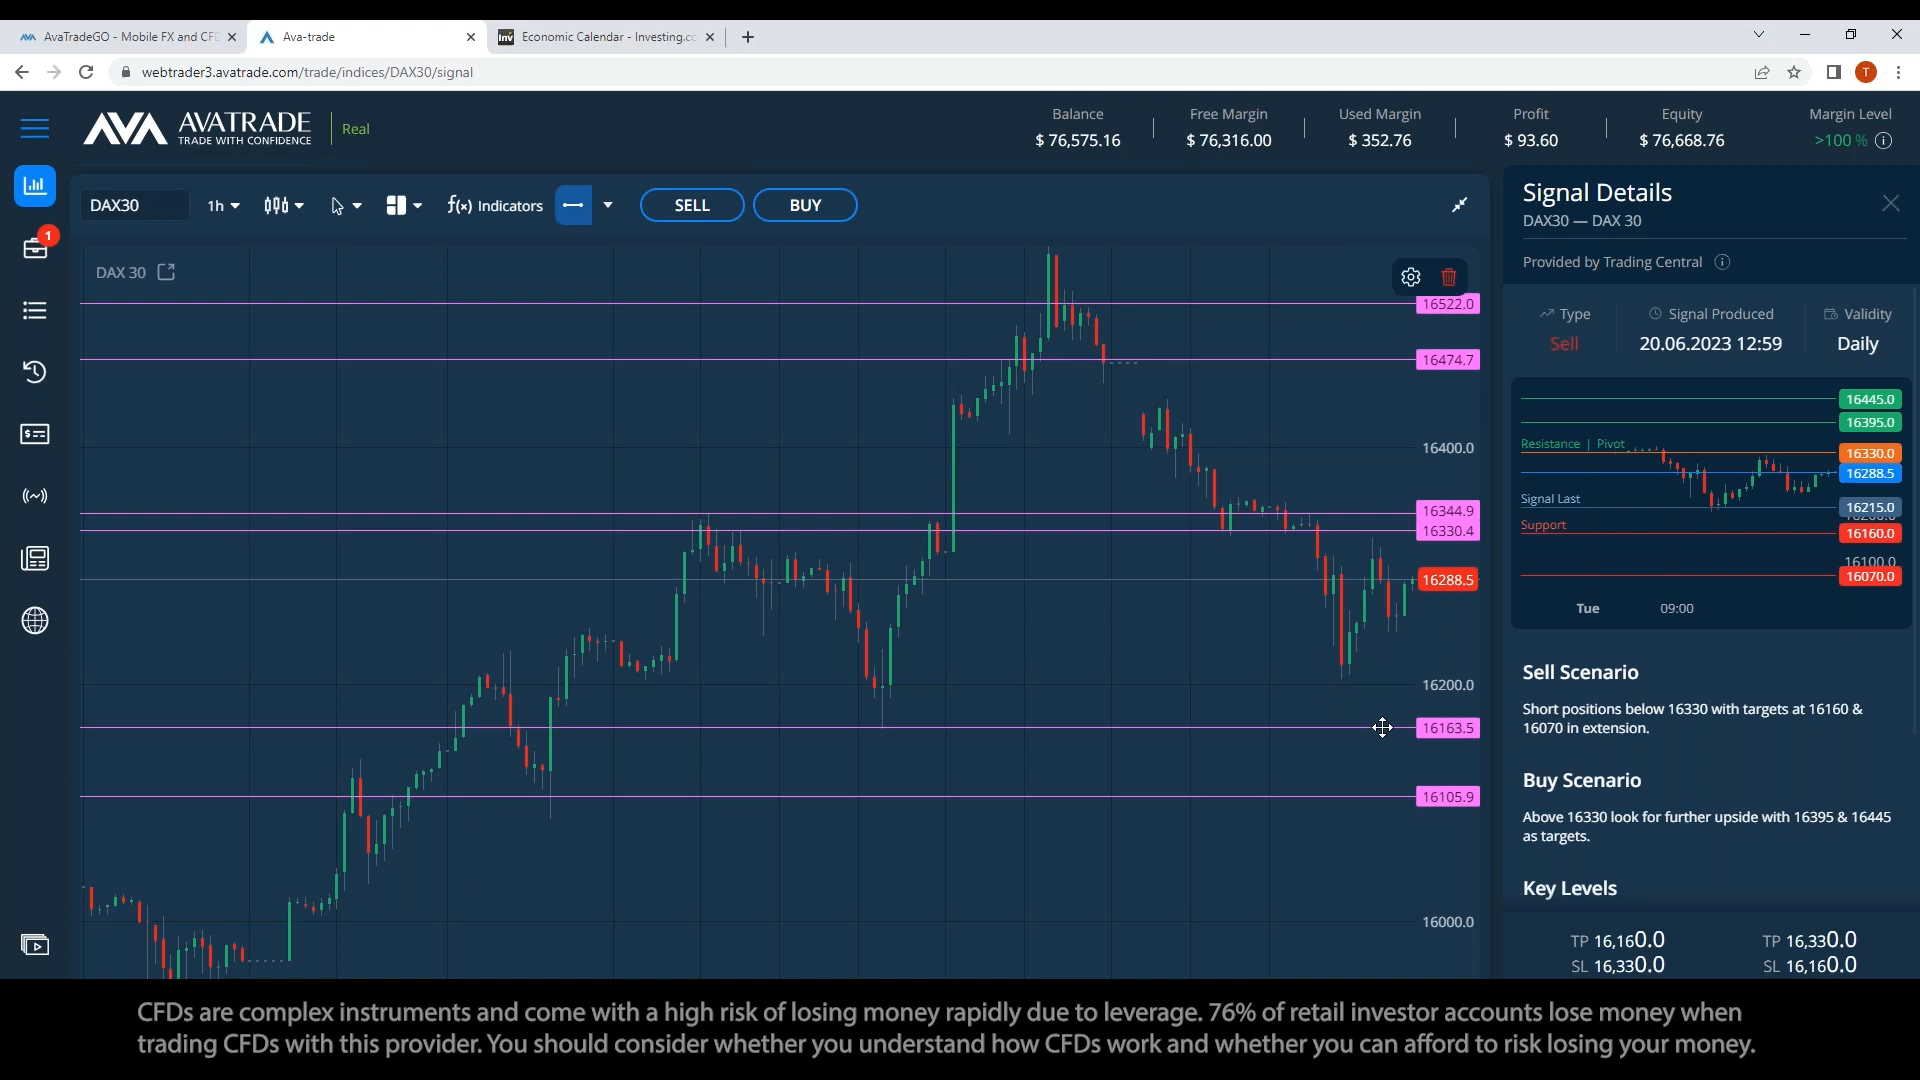 AvaTradeGO - Mobile FX and CFD
Ava-trade
Economic Calendar - Investing.co
webtrader3.avatrade.com/trade/indices/DAX30/signal
T
AVA AVATRADE
TRADE WITH CONFIDENCE
Real
Balance
$ 76,575.16
Free Margin
$ 76,316.00
Used Margin
$ 352.76
Profit
$ 93.60
Equity
$ 76,668.76
Margin Level
>100 %
1
DAX30
1h
f(x) Indicators
SELL
BUY
DAX 30
16522.0
16474.7
16400.0
16344.9
16330.4
16288.5
16200.0
16163.5
16105.9
16000.0
Signal Details
DAX30 — DAX 30
Provided by Trading Central
Type
Sell
Signal Produced
20.06.2023 12:59
Validity
Daily
16445.0
16395.0
Resistance | Pivot
16330.0
16288.5
Signal Last
16215.0
Support
16160.0
16100.0
16070.0
Tue 09:00
Sell Scenario
Short positions below 16330 with targets at 16160 &
16070 in extension.
Buy Scenario
Above 16330 look for further upside with 16395 & 16445
as targets.
Key Levels
TP 16,160.0
SL 16,330.0
TP 16,330.0
SL 16,160.0
CFDs are complex instruments and come with a high risk of losing money rapidly due to leverage. 76% of retail investor accounts lose money when
trading CFDs with this provider. You should consider whether you understand how CFDs work and whether you can afford to risk losing your money.